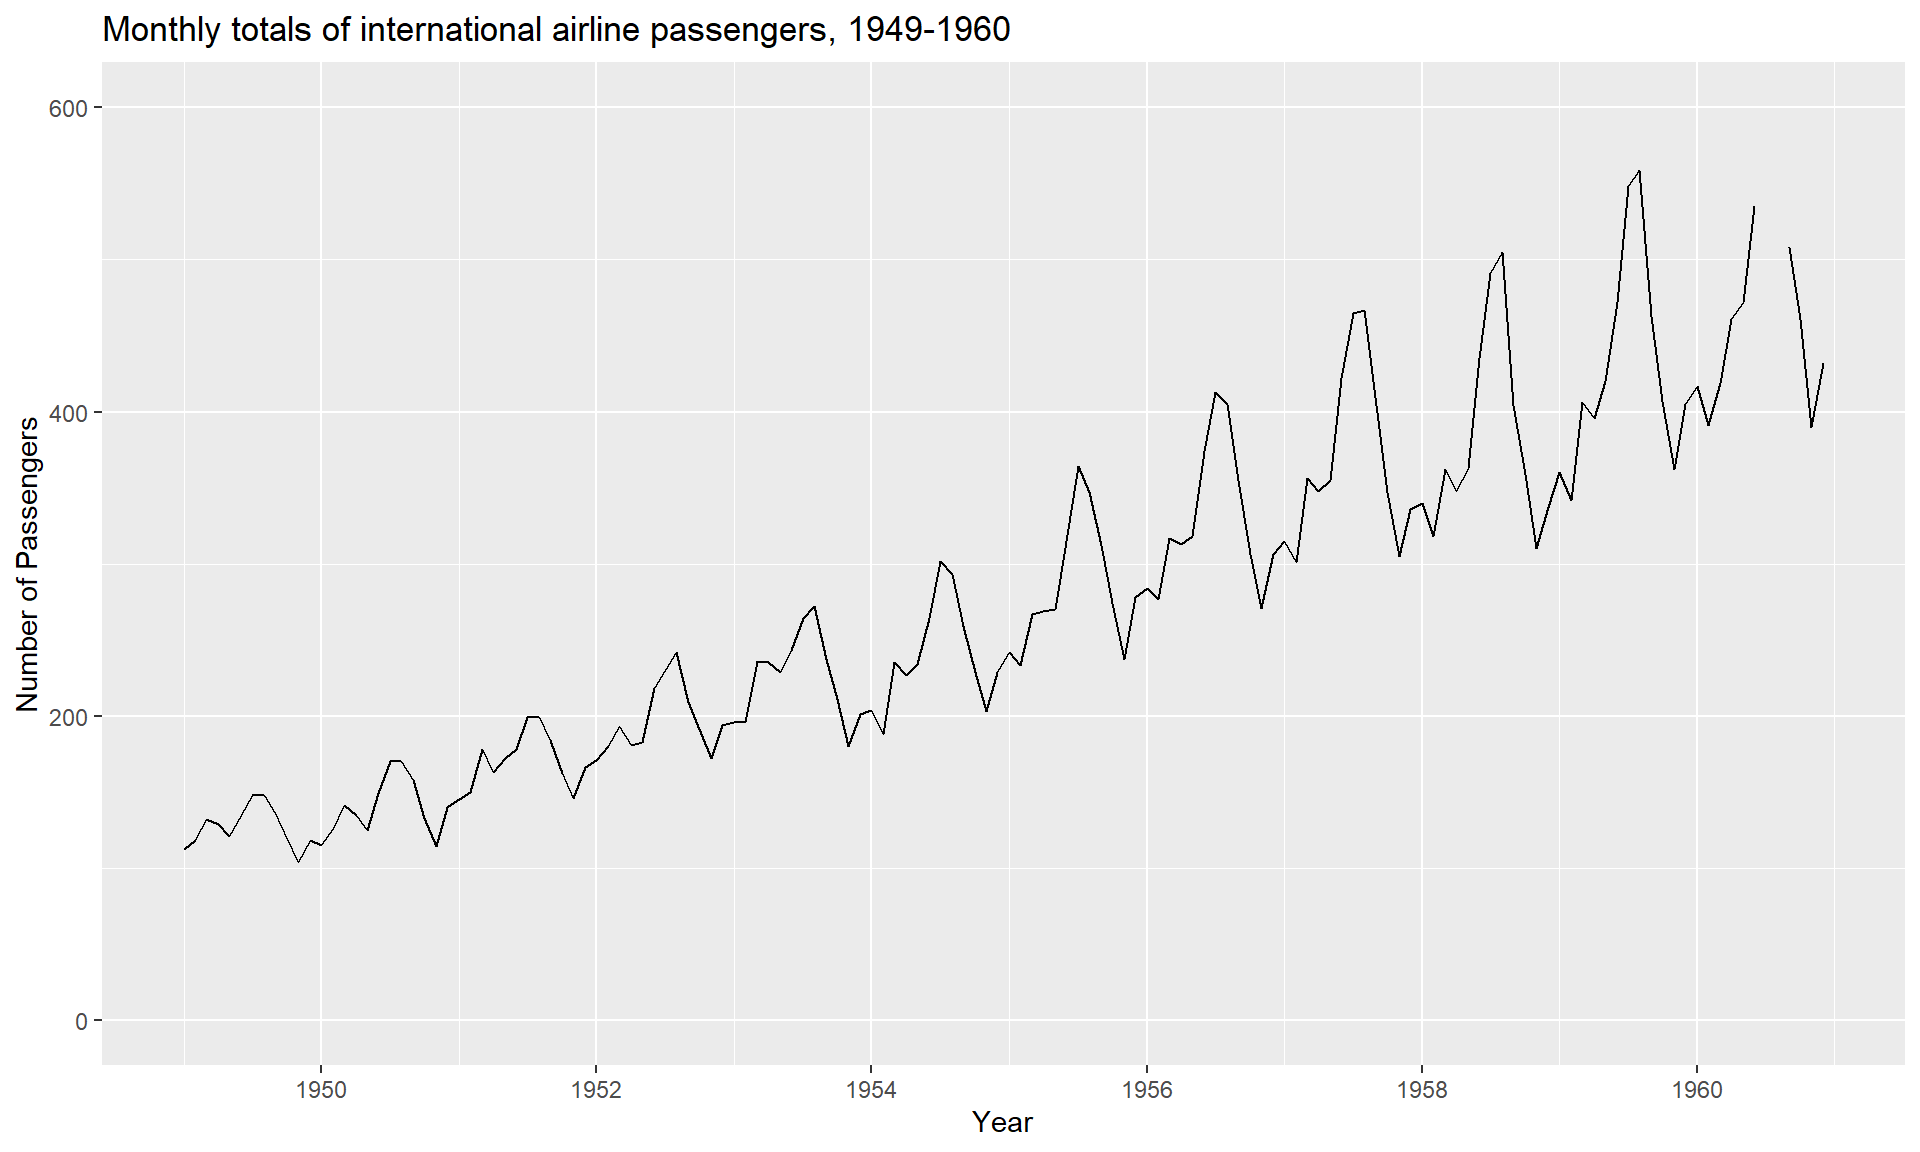 Monthly totals of international airline passengers, 1949-1960
600
400
200
0
Number of Passengers
1950 1952 1954 1956 1958 1960
Year